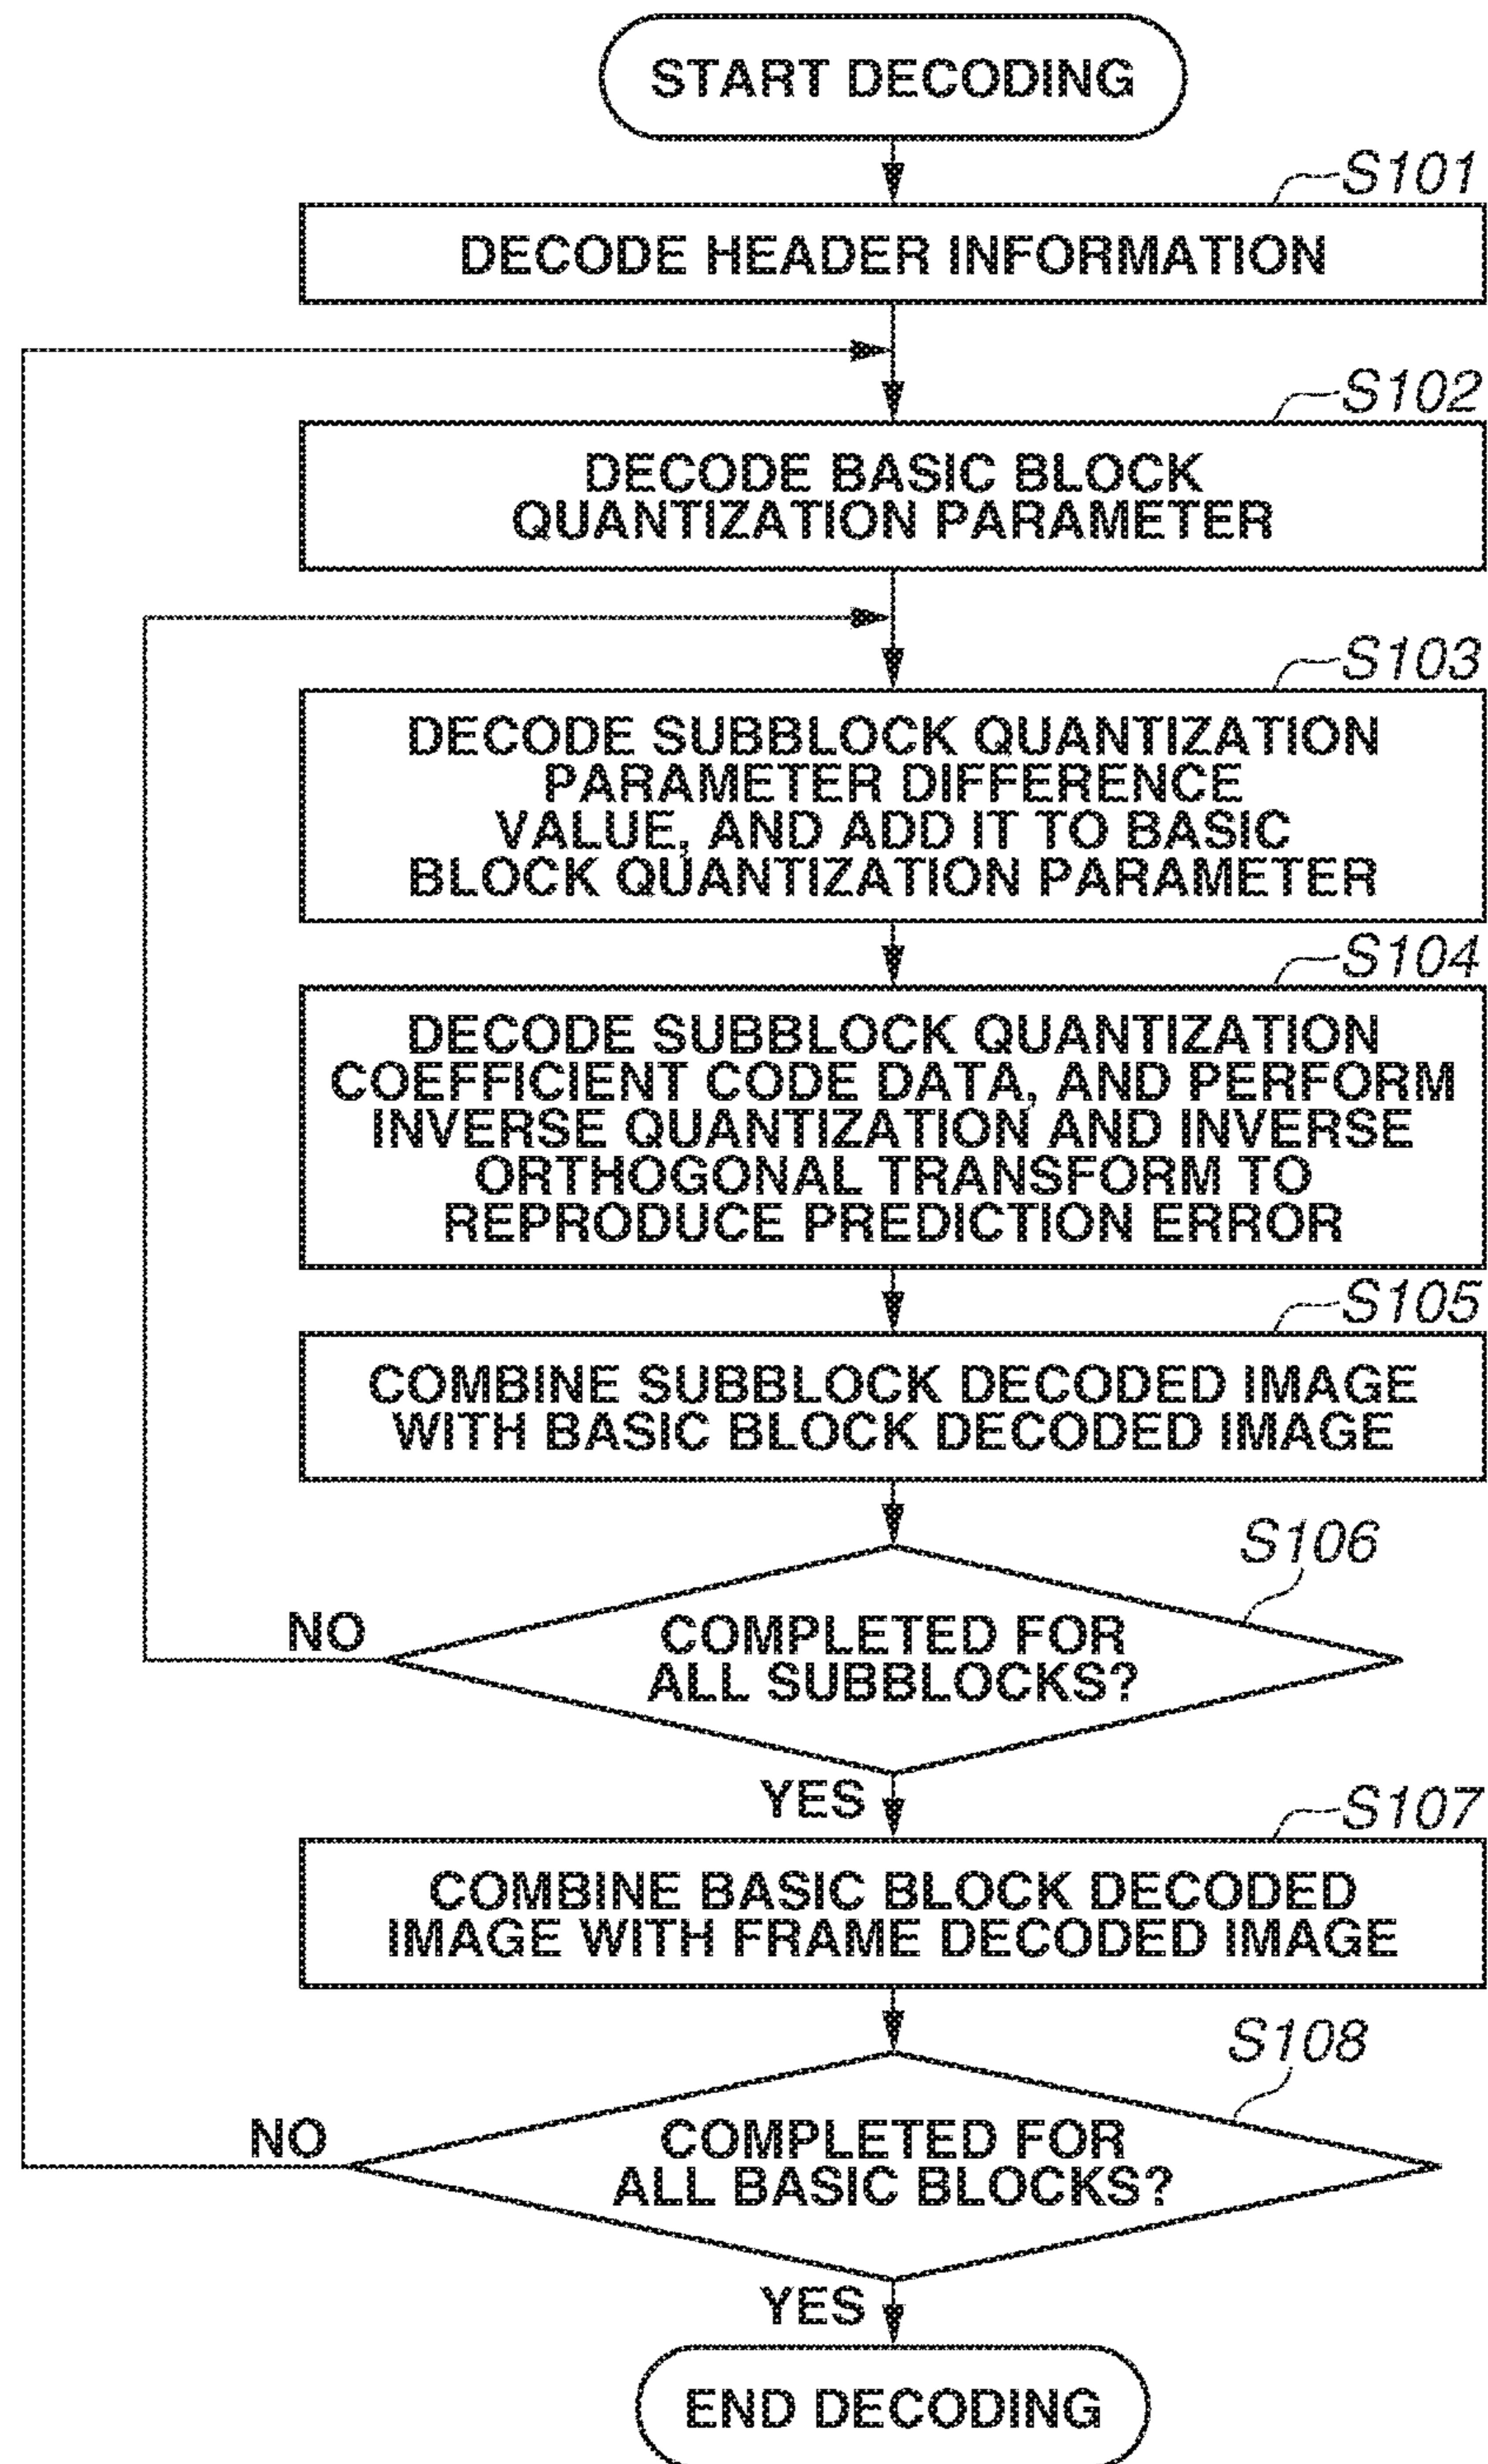 START DECODING
S101
DECODE HEADER INFORMATION
S102
DECODE BASIC BLOCK
QUANTIZATION PARAMETER
S103
DECODE SUBBLOCK QUANTIZATION
PARAMETER DIFFERENCE
VALUE, AND ADD IT TO BASIC
BLOCK QUANTIZATION PARAMETER
S104
DECODE SUBBLOCK QUANTIZATION
COEFFICIENT CODE DATA, AND PERFORM
INVERSE QUANTIZATION AND INVERSE
ORTHOGONAL TRANSFORM TO
REPRODUCE PREDICTION ERROR
S105
COMBINE SUBBLOCK DECODED IMAGE
WITH BASIC BLOCK DECODED IMAGE
S106
NO
COMPLETED FOR
ALL SUBBLOCKS?
YES
S107
COMBINE BASIC BLOCK DECODED
IMAGE WITH FRAME DECODED IMAGE
S108
NO
COMPLETED FOR
ALL BASIC BLOCKS?
YES
END DECODING